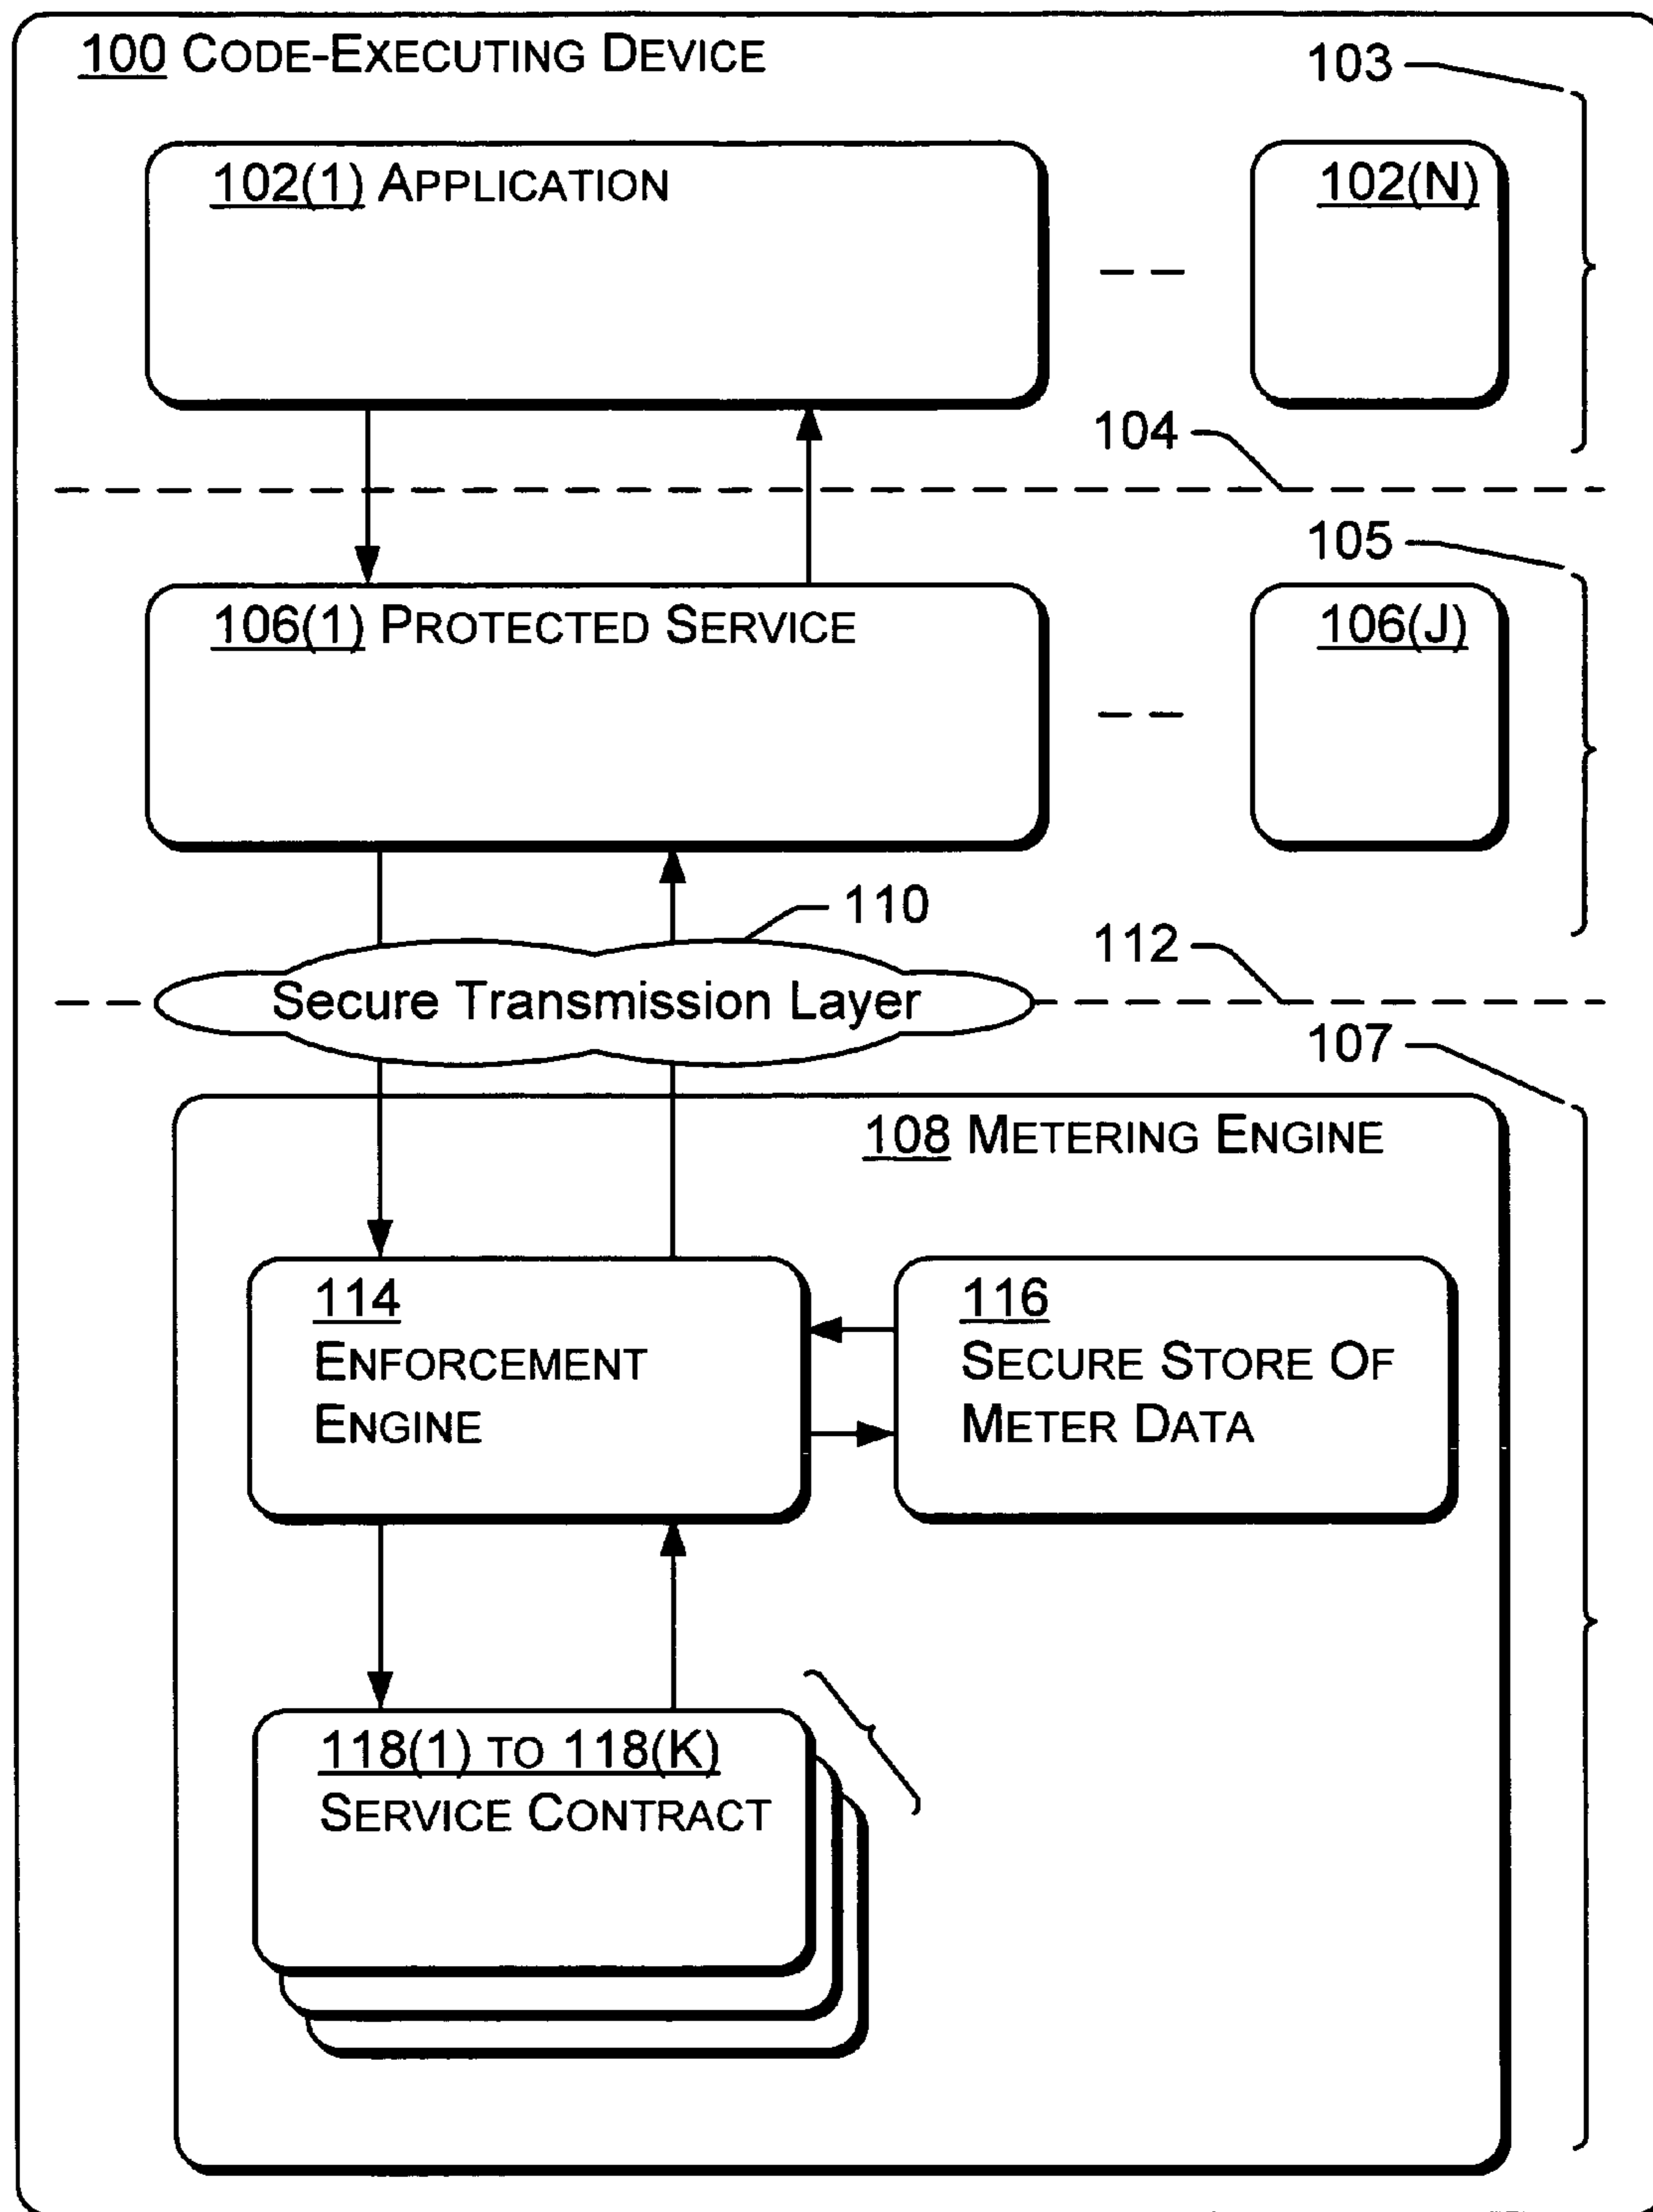 100 CODE-EXECUTING DEVICE
103
102(1) APPLICATION
102(N)
104
105
106(1) PROTECTED SERVICE
106(J)
110
112
Secure Transmission Layer
107
108 METERING ENGINE
114
ENFORCEMENT
ENGINE
116
SECURE STORE OF
METER DATA
118(1) TO 118(K)
SERVICE CONTRACT